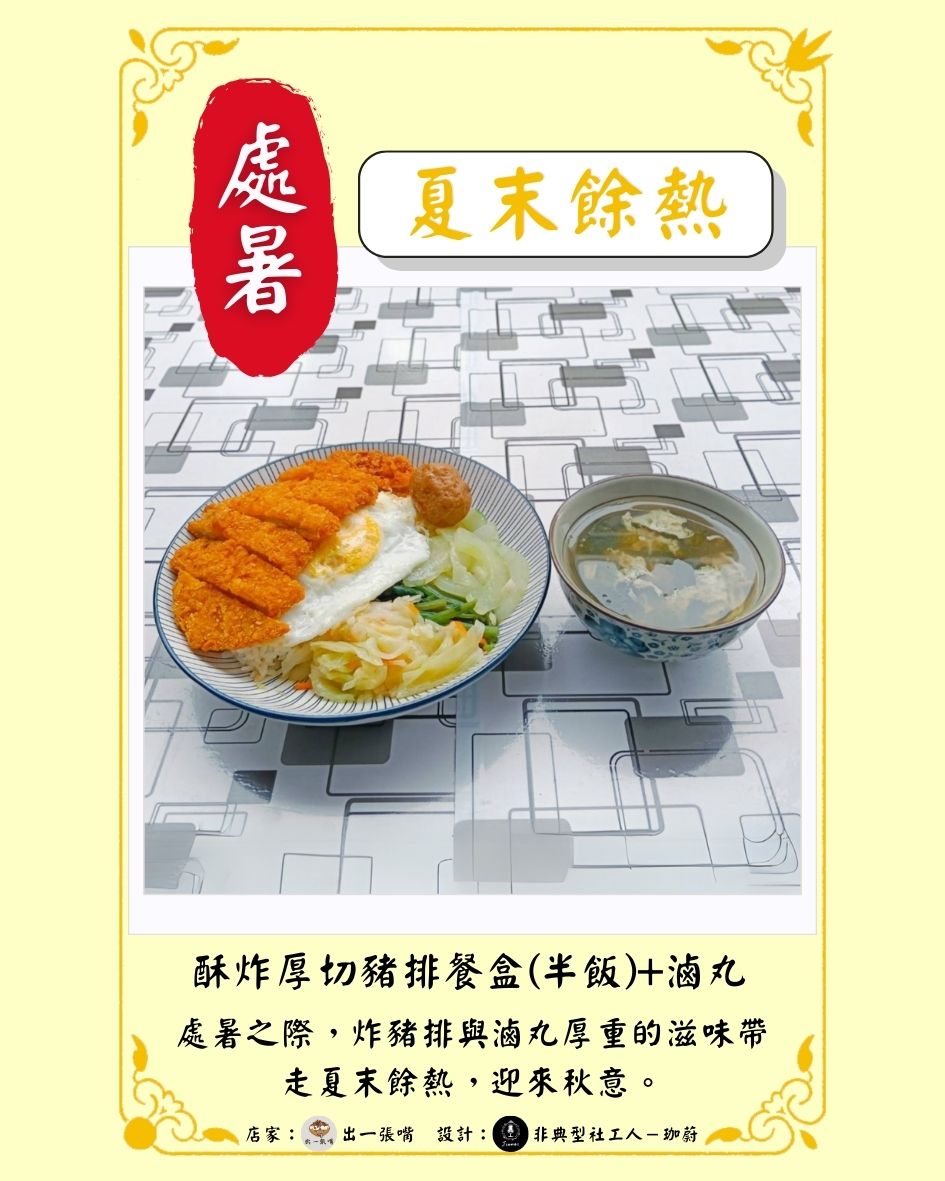 處暑
夏末餘熱
酥炸厚切豬排餐盒(半飯)+滷丸
處暑之際，炸豬排與滷丸厚重的滋味帶
走夏末餘熱，迎來秋意。
店家：出一張嘴 設計：非典型社工人－珈蔚